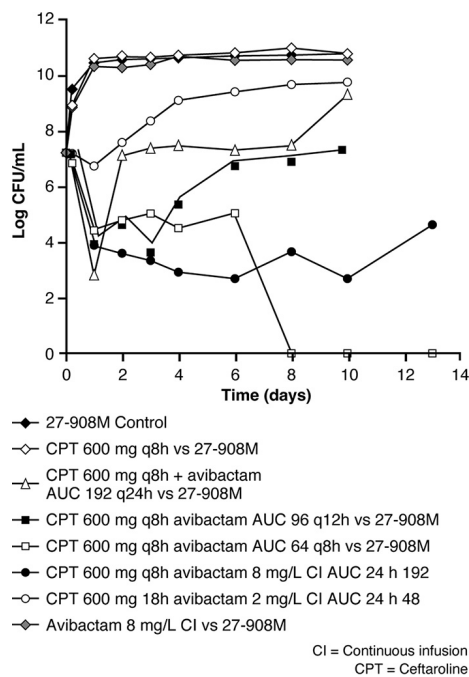 12
10
8
6
4
2
0
Log CFU/mL
0 2 4 6 8 10 12 14
Time (days)
27-908M Control
CPT 600 mg q8h vs 27-908M
CPT 600 mg q8h + avibactam
AUC 192 q24h vs 27-908M
CPT 600 mg q8h avibactam AUC 96 q12h vs 27-908M
CPT 600 mg q8h avibactam AUC 64 q8h vs 27-908M
CPT 600 mg q8h avibactam 8 mg/L CI AUC 24 h 192
CPT 600 mg 18h avibactam 2 mg/L CI AUC 24 h 48
Avibactam 8 mg/L CI vs 27-908M
CI = Continuous infusion
CPT = Ceftaroline